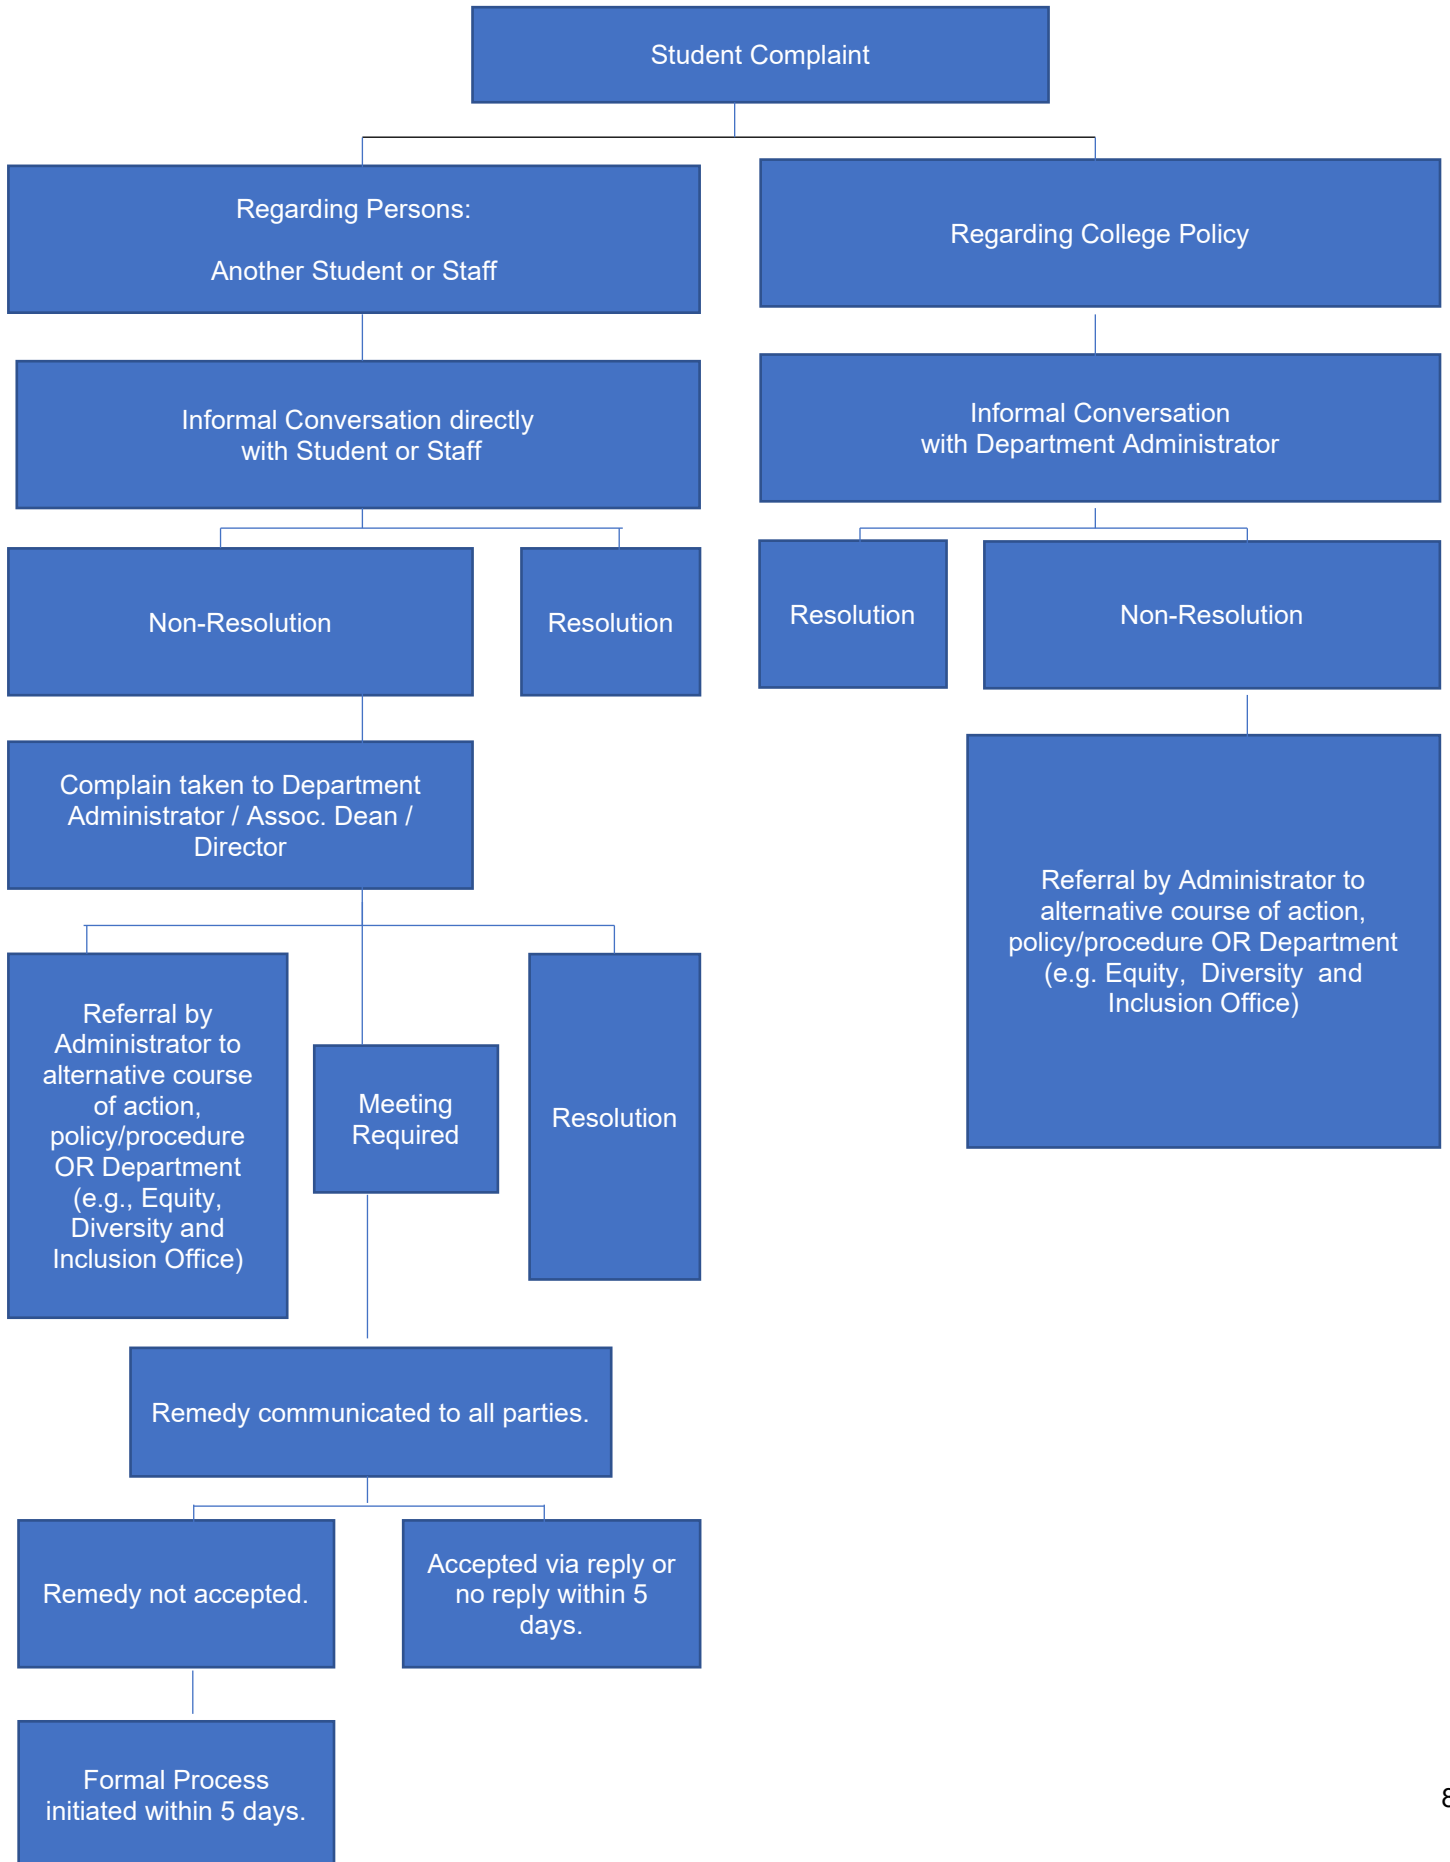 Student Complaint
Regarding Persons:
Another Student or Staff
Regarding College Policy
Informal Conversation directly
with Student or Staff
Informal Conversation
with Department Administrator
Non-Resolution
Resolution
Resolution
Non-Resolution
Complain taken to Department
Administrator / Assoc. Dean /
Director
Referral by Administrator to
alternative course of action,
policy/procedure OR Department
(e.g. Equity, Diversity and
Inclusion Office)
Referral by
Administrator to
alternative course
of action,
policy/procedure
OR Department
(e.g., Equity,
Diversity and
Inclusion Office)
Meeting
Required
Resolution
Remedy communicated to all parties.
Remedy not accepted.
Accepted via reply or
no reply within 5
days.
Formal Process
initiated within 5 days.
8